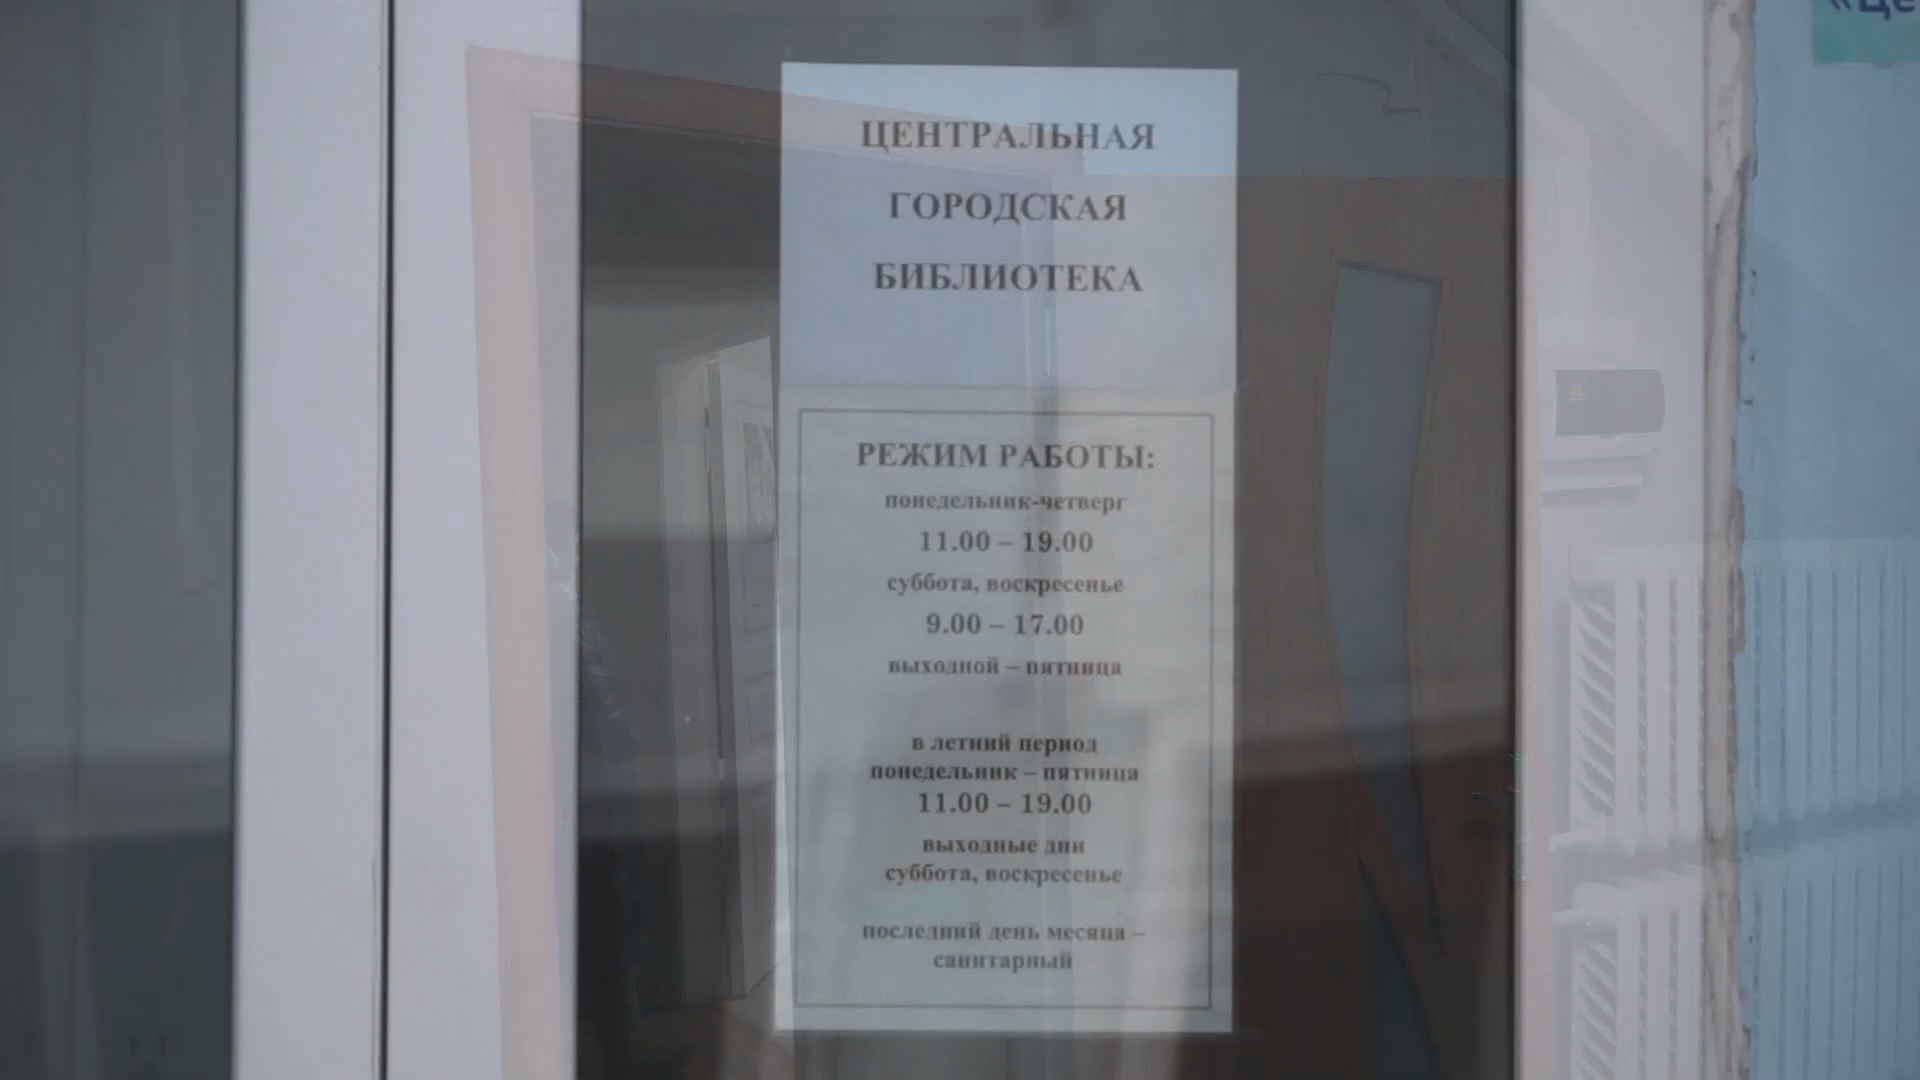 «Це
ЦЕНТРАЛЬНАЯ
ГОРОДСКАЯ
БИБЛИОТЕКА
РЕЖИМ РАБОТЫ:
понедельник-четверг
11.00 – 19.00
суббота, воскресенье
9.00 – 17.00
выходной – пятница
в летний период
понедельник – пятница
11.00 – 19.00
выходные дни
суббота, воскресенье
последний день месяца –
санитарный